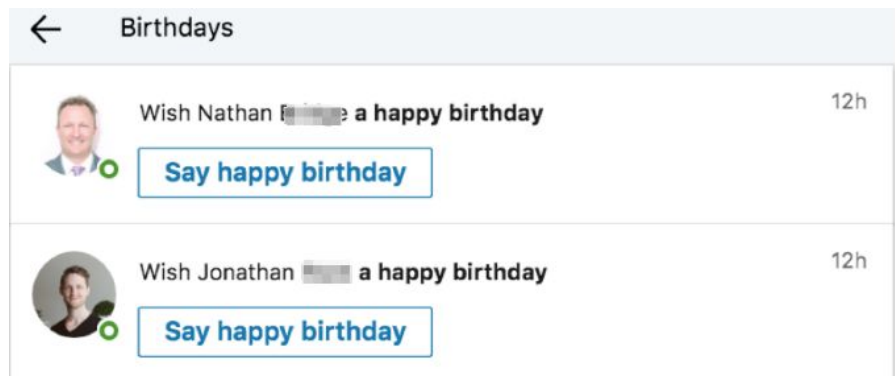 Birthdays
Wish Nathan a happy birthday
12h
Say happy birthday
Wish Jonathan a happy birthday
12h
Say happy birthday